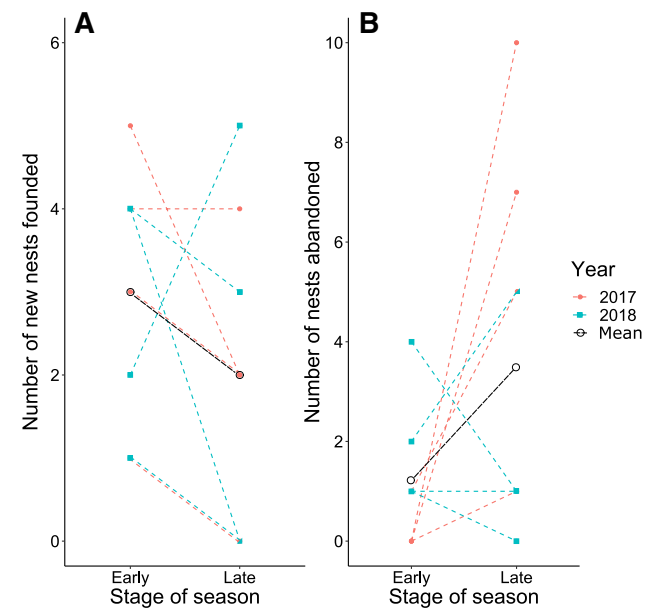 A
B
Number of new nests founded
6
4
2
0
Early Late
Stage of season
Number of nests abandoned
10
8
6
4
2
0
Early Late
Stage of season
Year
2017
2018
Mean